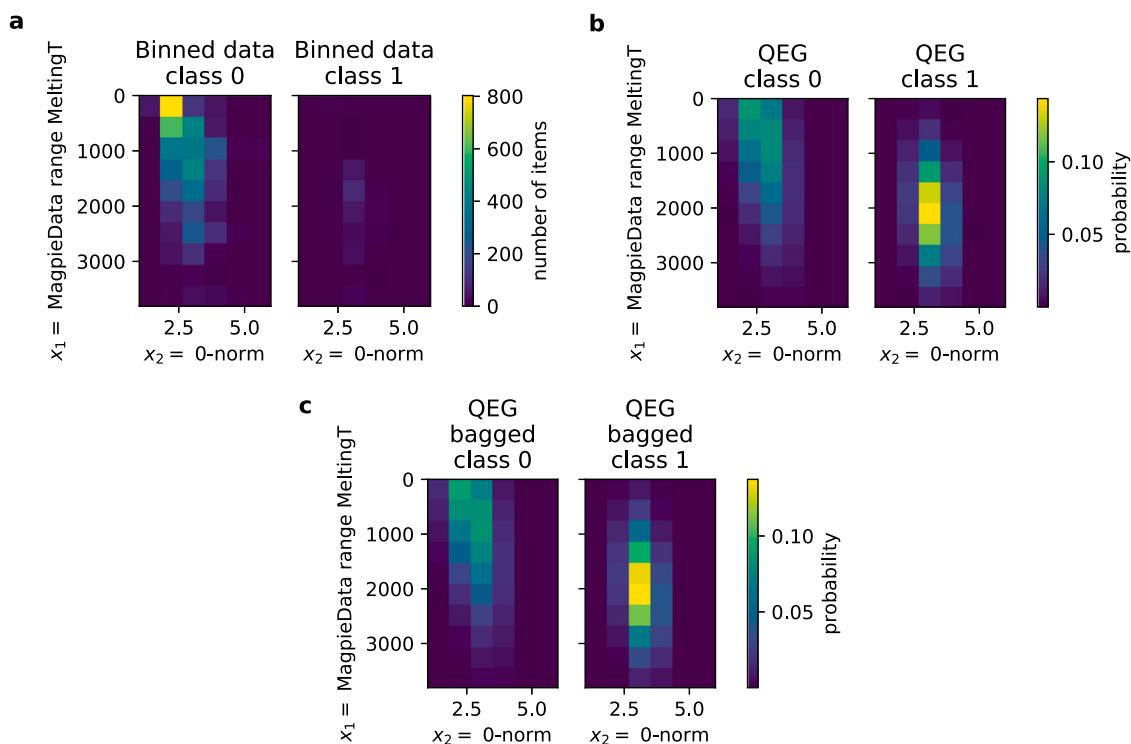 a
Binned data
class 0
Binned data
class 1
x₁ = MagpieData range MeltingT
0
1000
2000
3000
2.5
5.0
x₂ = 0-norm
2.5
5.0
x₂ = 0-norm
800
600
400
200
0
number of items
b
QEG
class 0
QEG
class 1
x₁ = MagpieData range MeltingT
0
1000
2000
3000
2.5
5.0
x₂ = 0-norm
2.5
5.0
x₂ = 0-norm
0.10
0.05
probability
c
QEG
bagged
class 0
QEG
bagged
class 1
x₁ = MagpieData range MeltingT
0
1000
2000
3000
2.5
5.0
x₂ = 0-norm
2.5
5.0
x₂ = 0-norm
0.10
0.05
probability